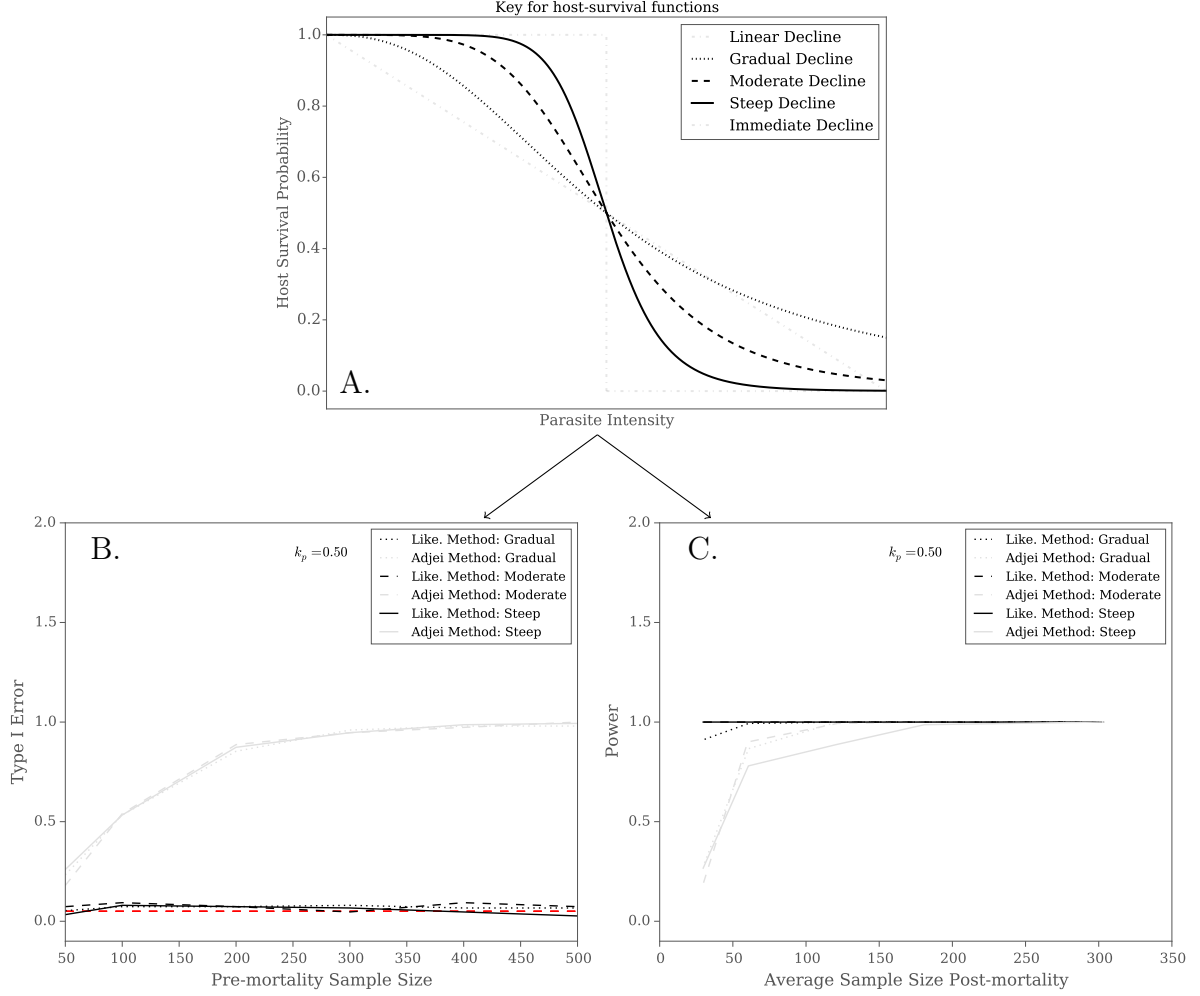 Key for host-survival functions
1.0
0.8
0.6
0.4
0.2
0.0
Host Survival Probability
Linear Decline
Gradual Decline
Moderate Decline
Steep Decline
Immediate Decline
A.
Parasite Intensity
B.
k_p = 0.50
Like. Method: Gradual
Adjei Method: Gradual
Like. Method: Moderate
Adjei Method: Moderate
Like. Method: Steep
Adjei Method: Steep
2.0
1.5
1.0
0.5
0.0
Type I Error
50 100 150 200 250 300 350 400 450 500
Pre-mortality Sample Size
C.
k_p = 0.50
Like. Method: Gradual
Adjei Method: Gradual
Like. Method: Moderate
Adjei Method: Moderate
Like. Method: Steep
Adjei Method: Steep
2.0
1.5
1.0
0.5
0.0
Power
0 50 100 150 200 250 300 350
Average Sample Size Post-mortality